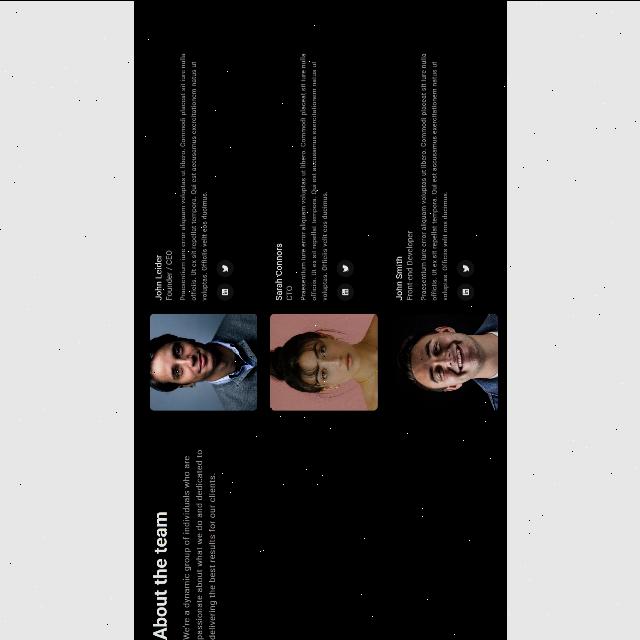 About the team
We're a dynamic group of individuals who are
passionate about what we do and dedicated to
delivering the best results for our clients.
John Leider
Founder / CEO
Praesentium iure error aliquam voluptas ut libero. Commodi placeat sit iure nulla
officiis. Ut ex sit repellat tempora. Qui est accusamus exercitationem natus ut
voluptas. Officiis velit eos ducimus.
Sarah Connors
CTO
Praesentium iure error aliquam voluptas ut libero. Commodi placeat sit iure nulla
officiis. Ut ex sit repellat tempora. Qui est accusamus exercitationem natus ut
voluptas. Officiis velit eos ducimus.
John Smith
Front-end Developer
Praesentium iure error aliquam voluptas ut libero. Commodi placeat sit iure nulla
officiis. Ut ex sit repellat tempora. Qui est accusamus exercitationem natus ut
voluptas. Officiis velit eos ducimus.